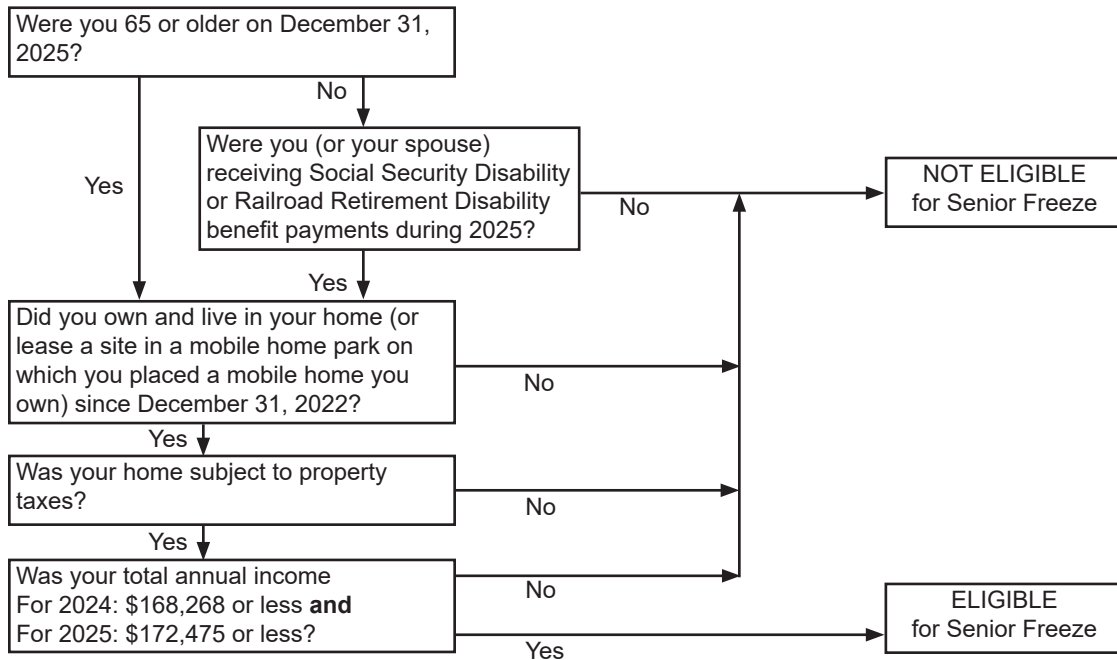 Were you 65 or older on December 31,
2025?
No
Yes
Were you (or your spouse)
receiving Social Security Disability
or Railroad Retirement Disability
benefit payments during 2025?
No
NOT ELIGIBLE
for Senior Freeze
Yes
Did you own and live in your home (or
lease a site in a mobile home park on
which you placed a mobile home you
own) since December 31, 2022?
No
Yes
Was your home subject to property
taxes?
No
Yes
Was your total annual income
For 2024: $168,268 or less and
For 2025: $172,475 or less?
No
Yes
ELIGIBLE
for Senior Freeze